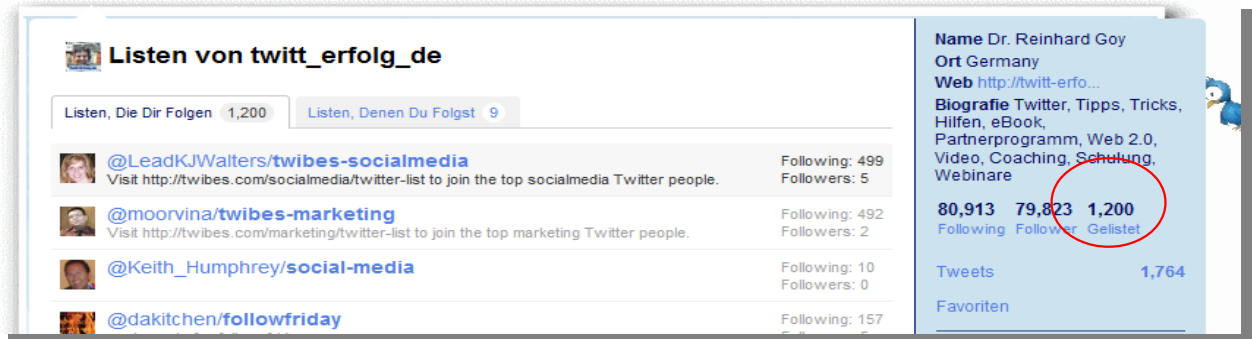 Listen von twitt_erfolg_de
Listen, Die Dir Folgen 1,200
Listen, Denen Du Folgst 9
@LeadKJWalters/twibes-socialmedia
Visit http://twibes.com/socialmedia/twitter-list to join the top socialmedia Twitter people.
Following: 499
Followers: 5
@moorvina/twibes-marketing
Visit http://twibes.com/marketing/twitter-list to join the top marketing Twitter people.
Following: 492
Followers: 2
@Keith_Humphrey/social-media
Following: 10
Followers: 0
@dakitchen/followfriday
Following: 157
Name Dr. Reinhard Goy
Ort Germany
Web http://twitt-erfo...
Biografie Twitter, Tipps, Tricks,
Hilfen, eBook,
Partnerprogramm, Web 2.0,
Video, Coaching, Schulung,
Webinare
80,913 79,823 1,200
Following Follower Gelistet
Tweets 1,764
Favoriten